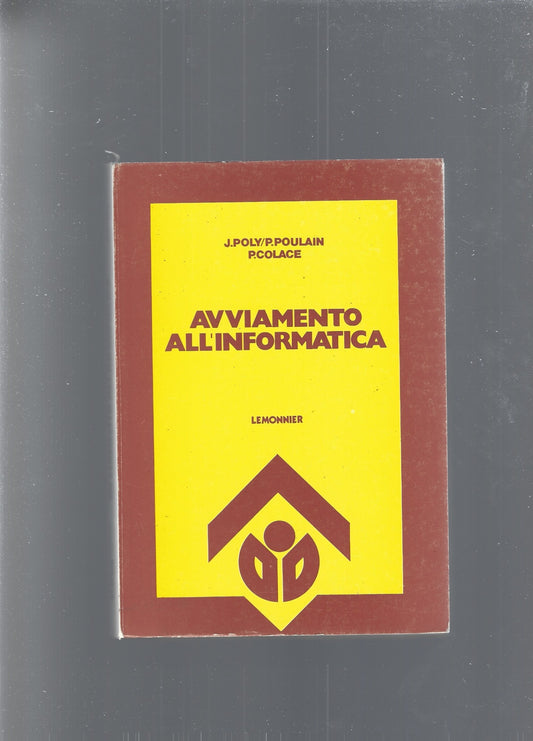 J.POLY/P.POULAIN
P.COLACE
AVVIAMENTO
ALL'INFORMATICA
LEMONNIER